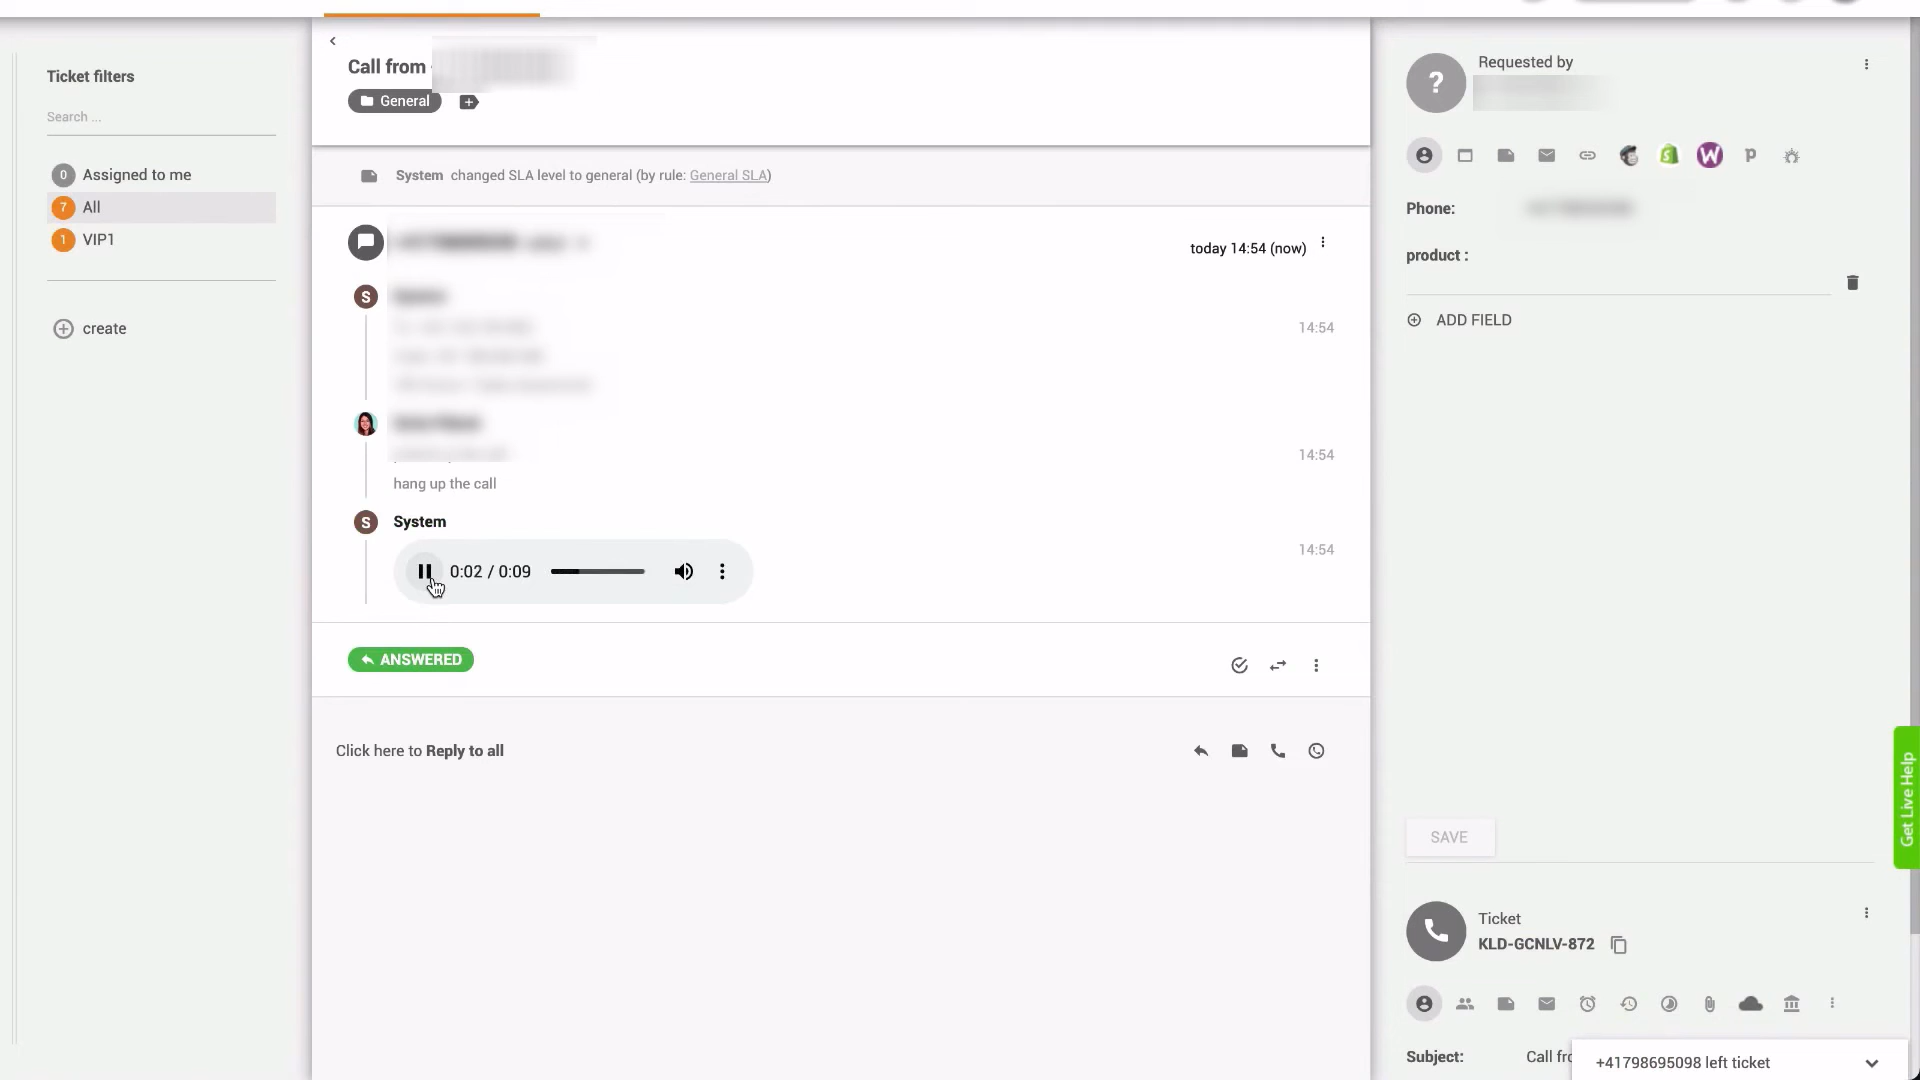 Ticket filters
Search ...
0 Assigned to me
7 All
1 VIP1
create
Call from
General
System changed SLA level to general (by rule: General SLA)
today 14:54 (now)
S
14:54
14:54
hang up the call
S System
14:54
0:02 / 0:09
ANSWERED
Click here to Reply to all
? Requested by
W
Phone:
product :
ADD FIELD
SAVE
Get Live Help
Ticket
KLD-GCNLV-872
Subject:
+41798695098 left ticket